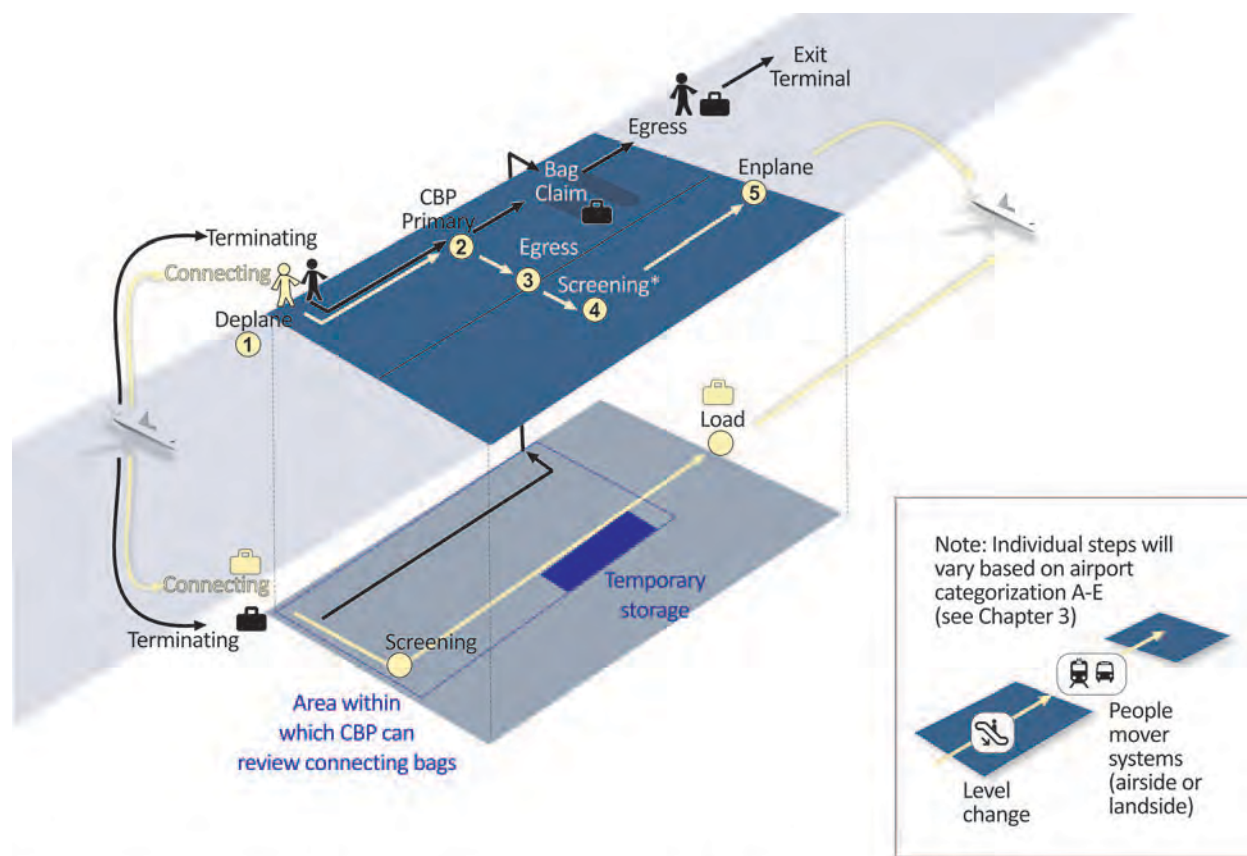 Exit
Terminal
Egress
Bag
Claim
Enplane
5
CBP
Primary
2
Terminating
Egress
Connecting
3
Screening*
4
Deplane
1
Load
Connecting
Temporary
storage
Terminating
Screening
Area within
which CBP can
review connecting bags
Note: Individual steps will
vary based on airport
categorization A-E
(see Chapter 3)
People
mover
systems
(airside or
landside)
Level
change